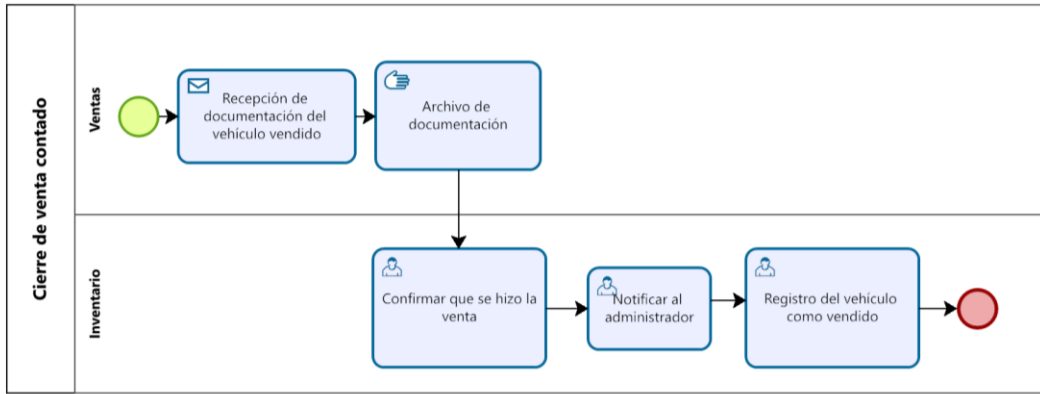 Cierre de venta contado
Ventas
Recepción de
documentación del
vehículo vendido
Archivo de
documentación
Inventario
Confirmar que se hizo la
venta
Notificar al
administrador
Registro del vehículo
como vendido